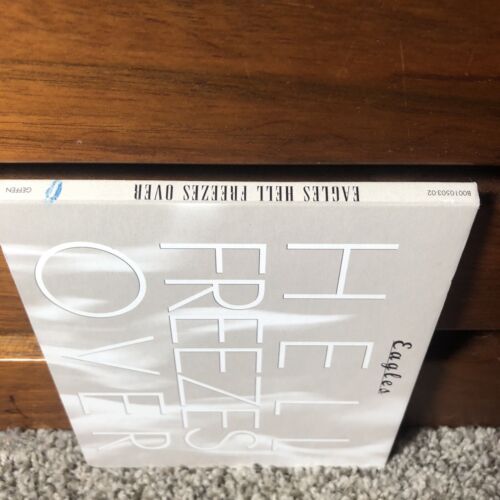 B0010503-02
EAGLES HELL FREEZES OVER
GEFFEN
Eagles
HELL
FREEZES
OVER